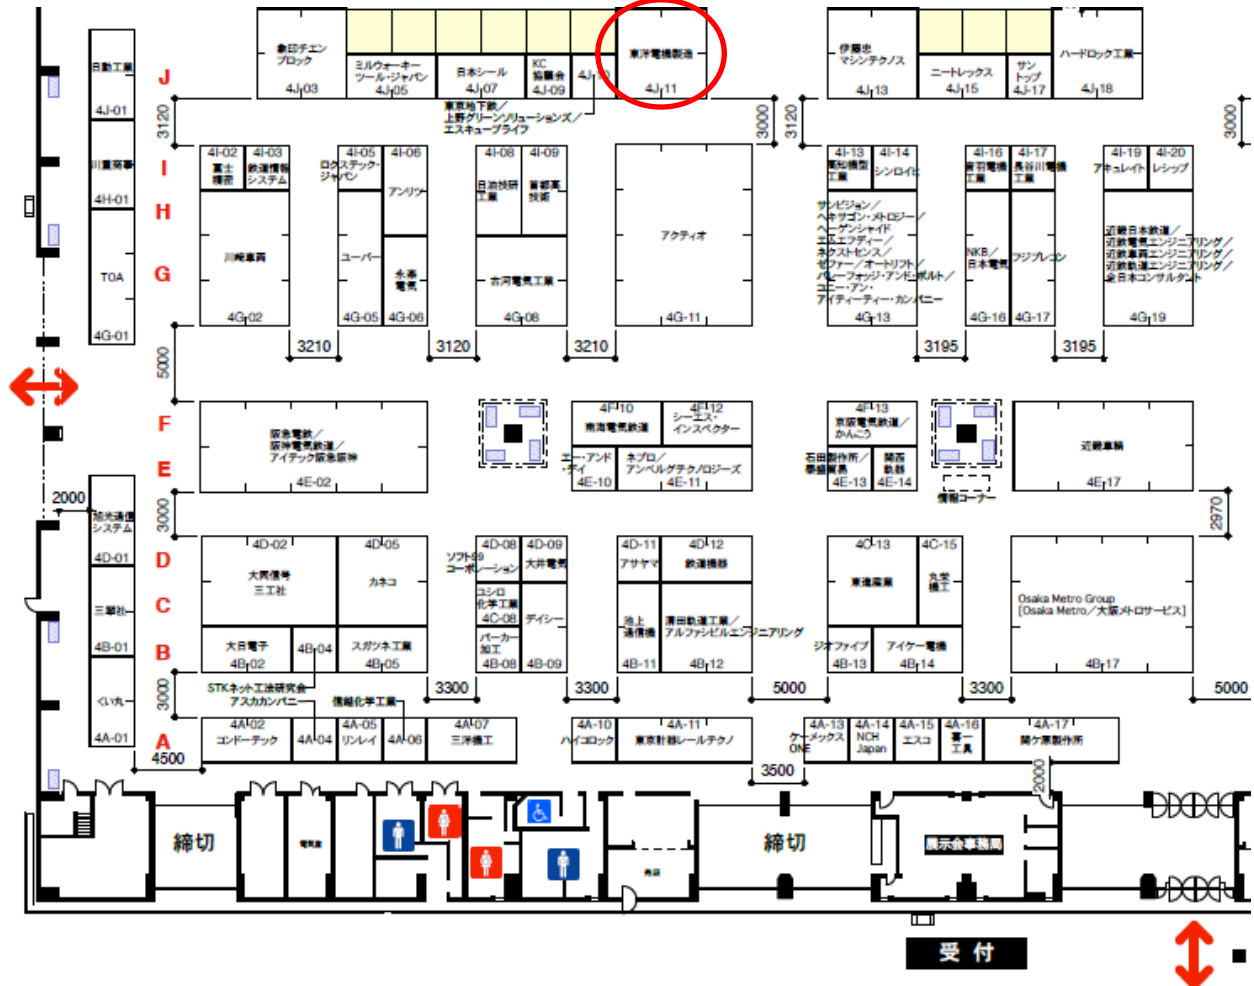 象印チエン
ブロック
4J-03
ミルウォーキー
ツール・ジャパン
4J-05
日本シール
4J-07
KC
協議会
4J-09
4J-10
東洋電機製造
4J-11
伊藤忠
マシンテクノス
4J-13
ニートレックス
4J-15
サン
トップ
4J-17
ハードロック工業
4J-18
日動工業
4J-01
J
東京地下鉄／
上野グリーンソリューションズ／
エスキューブライフ
3120
3000
3120
3000
川重商事
4H-01
I
4I-02
富士
精密
4I-03
鉄道情報
システム
4I-05
ロクステック・
ジャパン
4I-06
アンリツ
4I-08
日油技研
工業
4I-09
首都高
技術
4I-13
高知機型
工業
4I-14
シンロイヒ
4I-16
音羽電機
工業
4I-17
長谷川電機
工業
4I-19
アキュレイト
4I-20
レシップ
H
G
TOA
4G-01
川崎車両
4G-02
ユーパー
4G-05
永楽
電気
4G-06
古河電気工業
4G-08
アクティオ
4G-11
サンビジョン／
ヘキサゴン・メトロジー／
ヘーゲンシャイド
エムエフディー／
ネクストセンス／
ゼファー／オートリフト／
バレーフォッジ・アンド・ボルト／
コニー・アン・
アイティーティー・カンパニー
4G-13
NKB／
日本電気
4G-16
フジプレコン
4G-17
近畿日本鉄道／
近鉄電気エンジニアリング／
近鉄車両エンジニアリング／
近鉄軌道エンジニアリング／
全日本コンサルタント
4G-19
3210
3120
3210
3195
3195
5000
F
E
阪急電鉄／
阪神電気鉄道／
アイテック阪急阪神
4E-02
4F-10
南海電気鉄道
4F-12
シーエス・
インスペクター
エー・アンド
・デイ
4E-10
ネプロ／
アンベルグテクノロジーズ
4E-11
4F-13
京阪電気鉄道／
かんこう
石田製作所／
泰盛貿易
4E-13
関西
軌器
4E-14
情報コーナー
近畿車輛
4E-17
2000
3000
2970
旭光通信
システム
4D-01
D
C
B
4D-02
大同信号
三工社
4D-05
カネコ
4D-08
ソフト99
コーポレーション
4D-09
大井電気
4D-11
アサヤマ
4D-12
鉄道機器
4C-13
東進産業
4C-15
丸栄
機工
Osaka Metro Group
[Osaka Metro／大阪メトロサービス]
4B-17
三翠社
4B-01
大日電子
4B-02
4B-04
スガツネ工業
4B-05
ユシロ
化学工業
4C-08
パーカー
加工
4B-08
デイシー
4B-09
池上
通信機
4B-11
濱田軌道工業／
アルファシビルエンジニアリング
4B-12
ジオファイブ
4B-13
アイケー電機
4B-14
STKネット工法研究会
アスカカンパニー
信越化学工業
3000
3300
3300
5000
3300
5000
くい丸
4A-01
A
4A-02
コンドーテック
4A-04
4A-05
リンレイ
4A-06
4A-07
三洋機工
4A-10
ハイコロック
4A-11
東京計器レールテクノ
4A-13
ケーメックス
ONE
4A-14
NCH
Japan
4A-15
エスコ
4A-16
喜一
工具
4A-17
関ケ原製作所
4500
3500
2000
締切
電気室
売店
締切
展示会事務局
受付